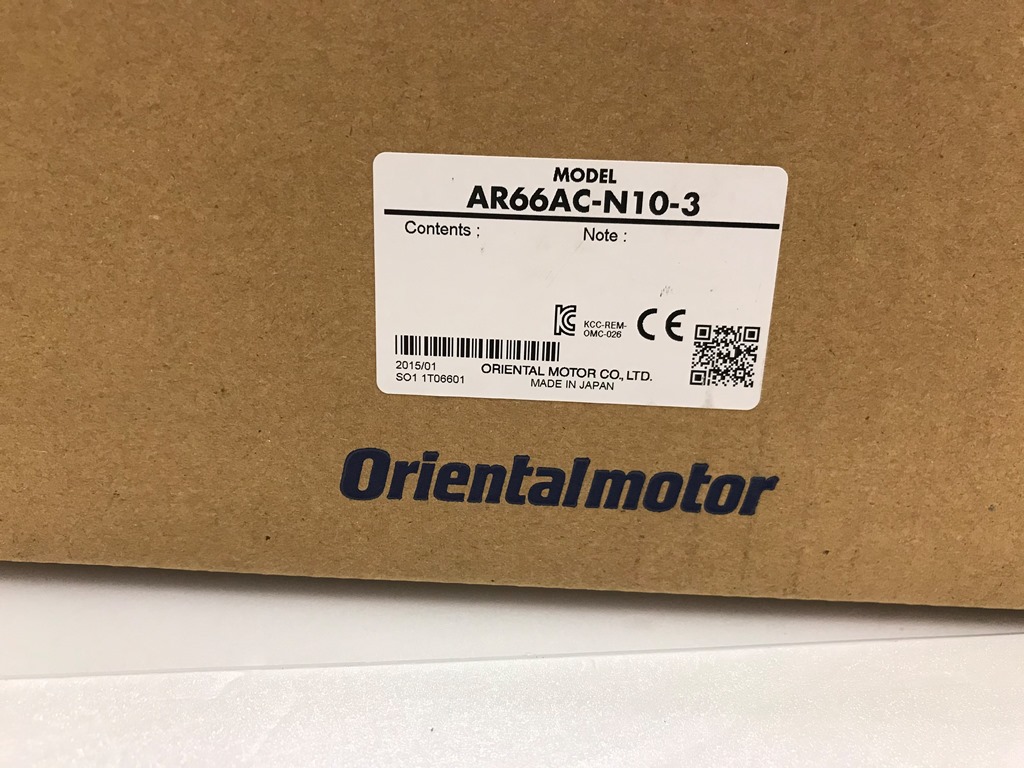 MODEL
AR66AC-N10-3
Contents : Note :
KCC-REM-
OMC-026
CE
2015/01
SO1 1T06601
ORIENTAL MOTOR CO., LTD.
MADE IN JAPAN
Orientalmotor